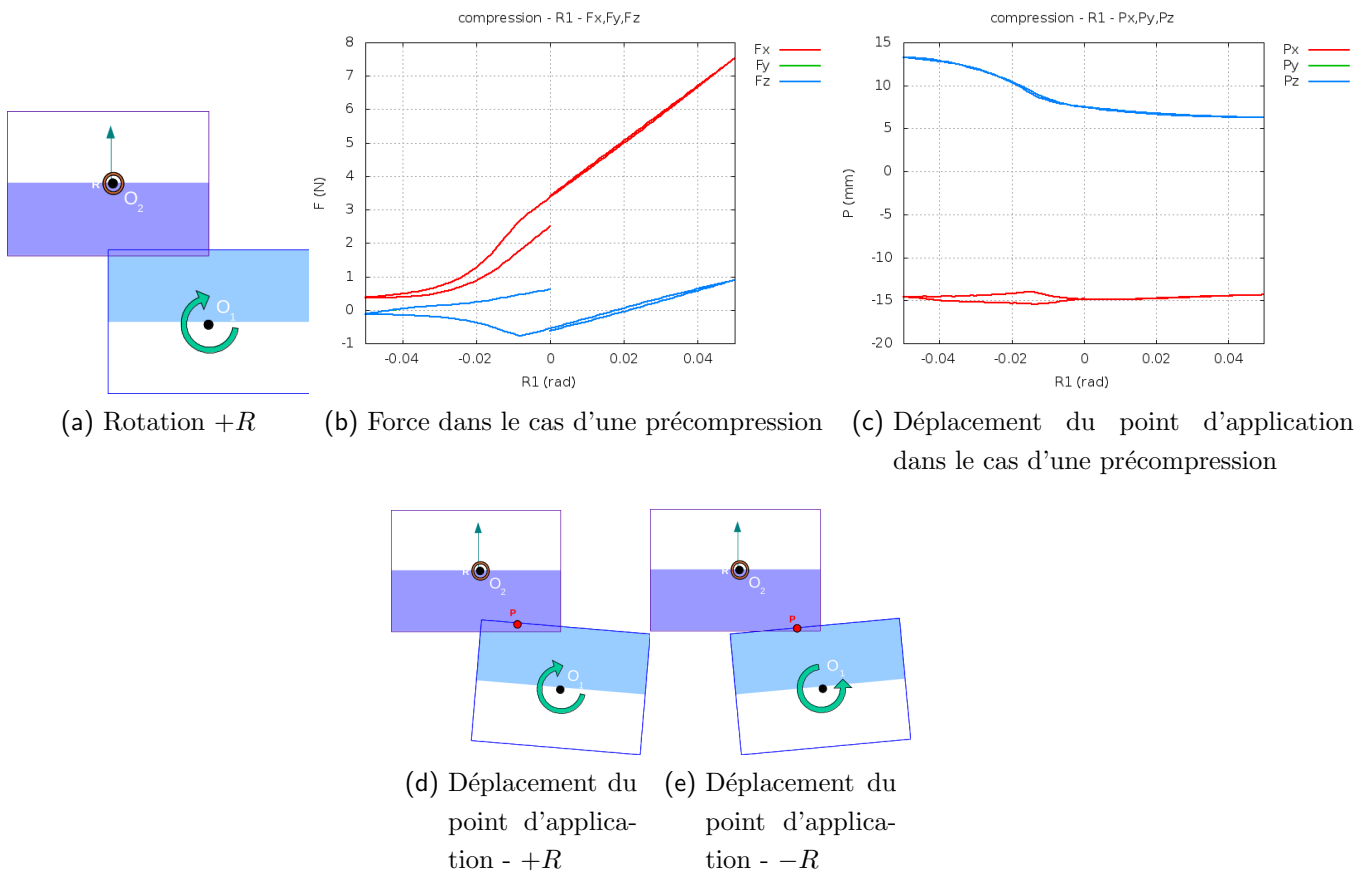 compression - R1 - Fx,Fy,Fz
Fx
Fy
Fz
8
7
6
5
4
3
2
1
0
-1
F (N)
-0.04
-0.02
0
0.02
0.04
R1 (rad)
compression - R1 - Px,Py,Pz
Px
Py
Pz
15
10
5
0
-5
-10
-15
-20
P (mm)
-0.04
-0.02
0
0.02
0.04
R1 (rad)
R
O2
O1
(a) Rotation +R
(b) Force dans le cas d'une précompression
(c) Déplacement du point d'application
dans le cas d'une précompression
R
O2
P
O1
R
O2
P
O1
(d) Déplacement du
point d'applica-
tion - +R
(e) Déplacement du
point d'applica-
tion - −R